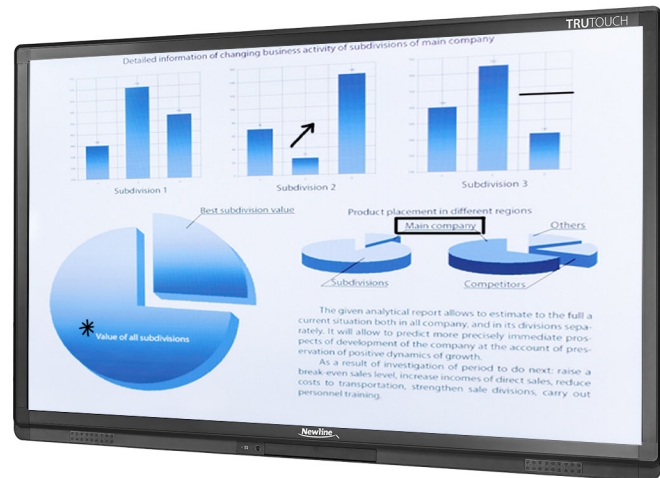 TRUTOUCH
Detailed information of changing business activity of subdivisions of main company
Subdivision 1
Subdivision 2
Subdivision 3
Best subdivision value
Value of all subdivisions
Product placement in different regions
Main company
Others
Subdivisions
Competitors
The given analytical report allows to estimate to the full a
current situation both in all company, and in its divisions sepa-
rately. It will allow to predict more precisely immediate pros-
pects of development of the company at the account of pres-
ervation of positive dynamics of growth.
As a result of investigation of period to do next: raise a
break-even sales level, increase incomes of direct sales, reduce
costs to transportation, strengthen sale divisions, carry out
personnel training.
Newline